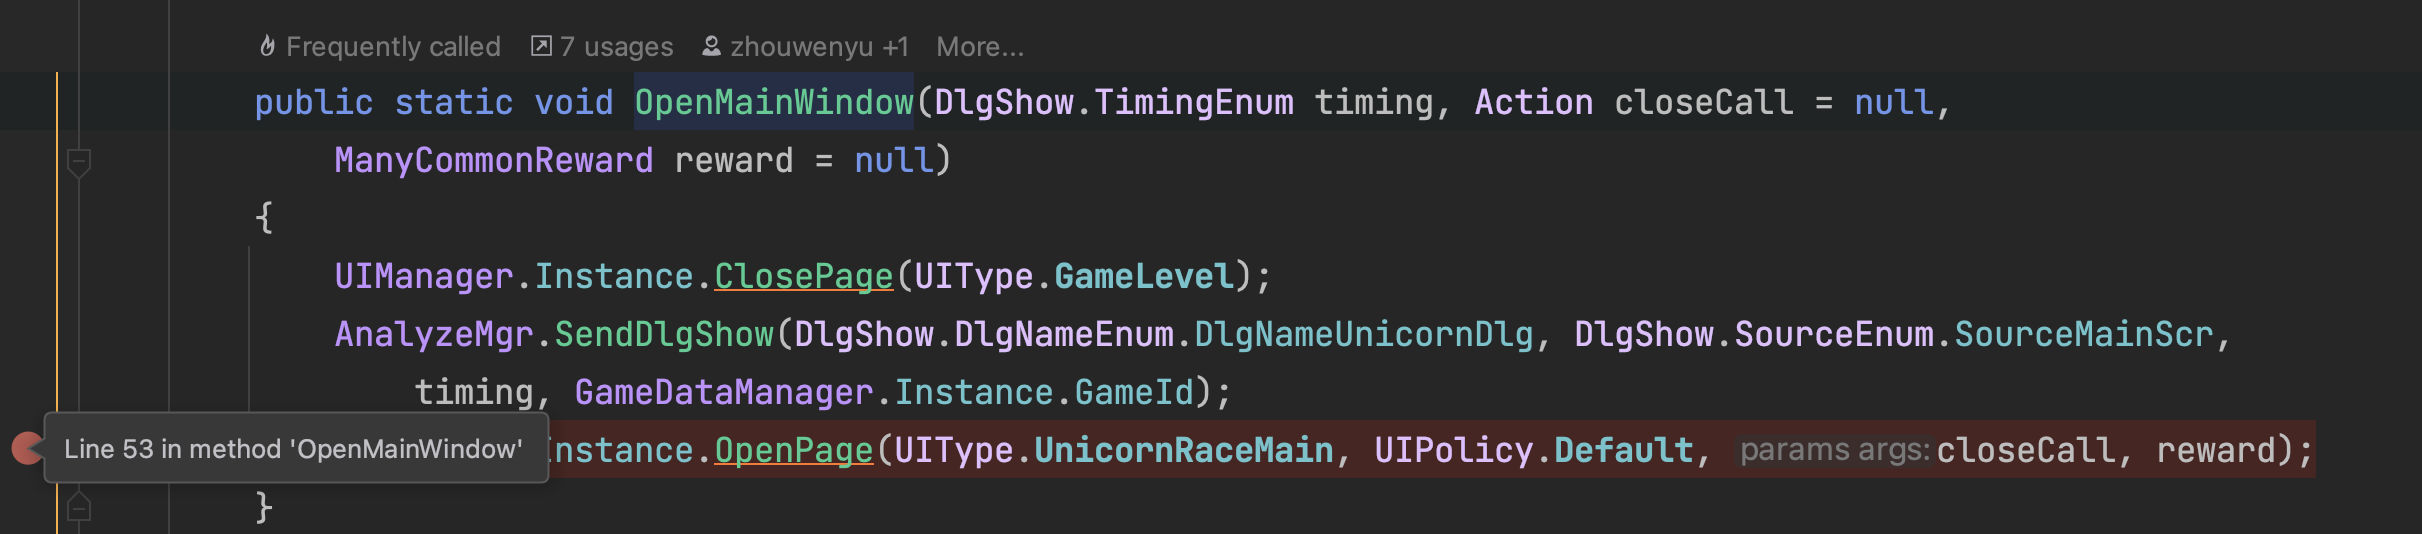 Frequently called 7 usages zhouwenyu +1 More...
public static void OpenMainWindow(DlgShow.TimingEnum timing, Action closeCall = null,
ManyCommonReward reward = null)
{
UIManager.Instance.ClosePage(UIType.GameLevel);
AnalyzeMgr.SendDlgShow(DlgShow.DlgNameEnum.DlgNameUnicornDlg, DlgShow.SourceEnum.SourceMainScr,
timing, GameDataManager.Instance.GameId);
Line 53 in method 'OpenMainWindow' Instance.OpenPage(UIType.UnicornRaceMain, UIPolicy.Default, params args: closeCall, reward);
}